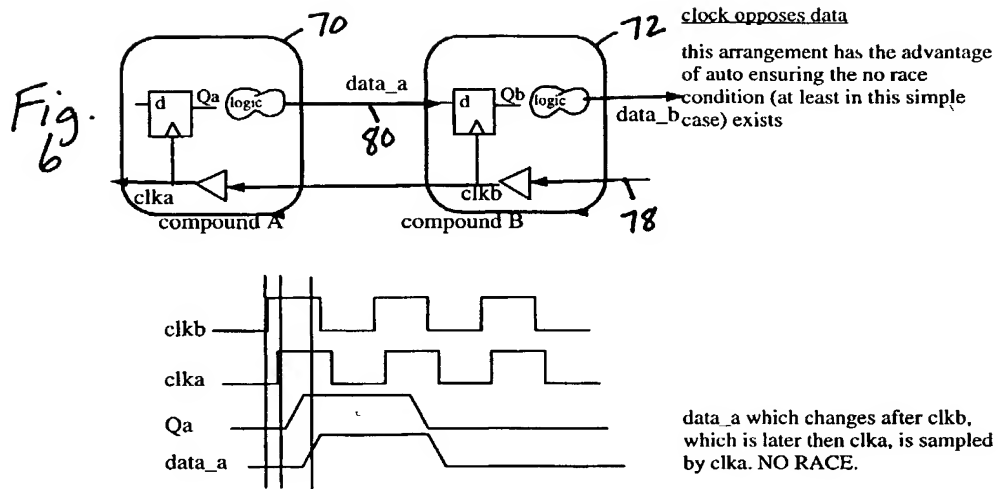 70
72
clock opposes data
this arrangement has the advantage
of auto ensuring the no race
condition (at least in this simple
case) exists
Fig.
6
d
Qa
logic
data_a
80
d
Qb
logic
data_b
clka
clkb
78
compound A
compound B
clkb
clka
Qa
data_a
data_a which changes after clkb,
which is later then clka, is sampled
by clka. NO RACE.